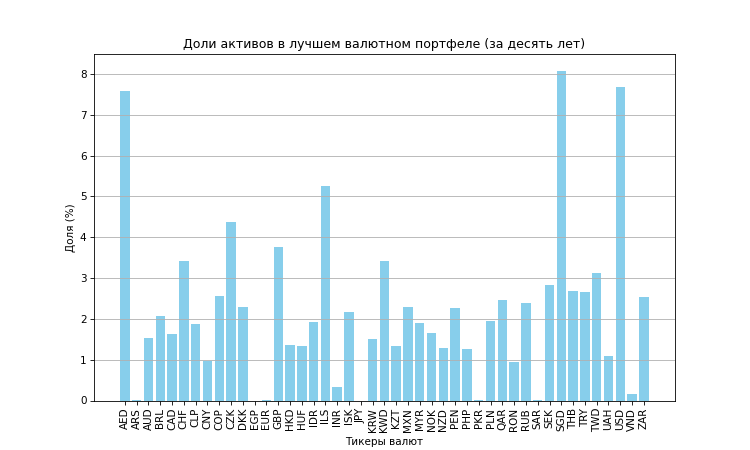 Доли активов в лучшем валютном портфеле (за десять лет)
Доля (%)
8
7
6
5
4
3
2
1
0
AED
ARS
AUD
BRL
CAD
CHF
CLP
CNY
COP
CZK
DKK
EGP
EUR
GBP
HKD
HUF
IDR
ILS
INR
ISK
JPY
KRW
KWD
KZT
MXN
MYR
NOK
NZD
PEN
PHP
PKR
PLN
QAR
RON
RUB
SAR
SEK
SGD
THB
TRY
TWD
UAH
USD
VND
ZAR
Тикеры валют